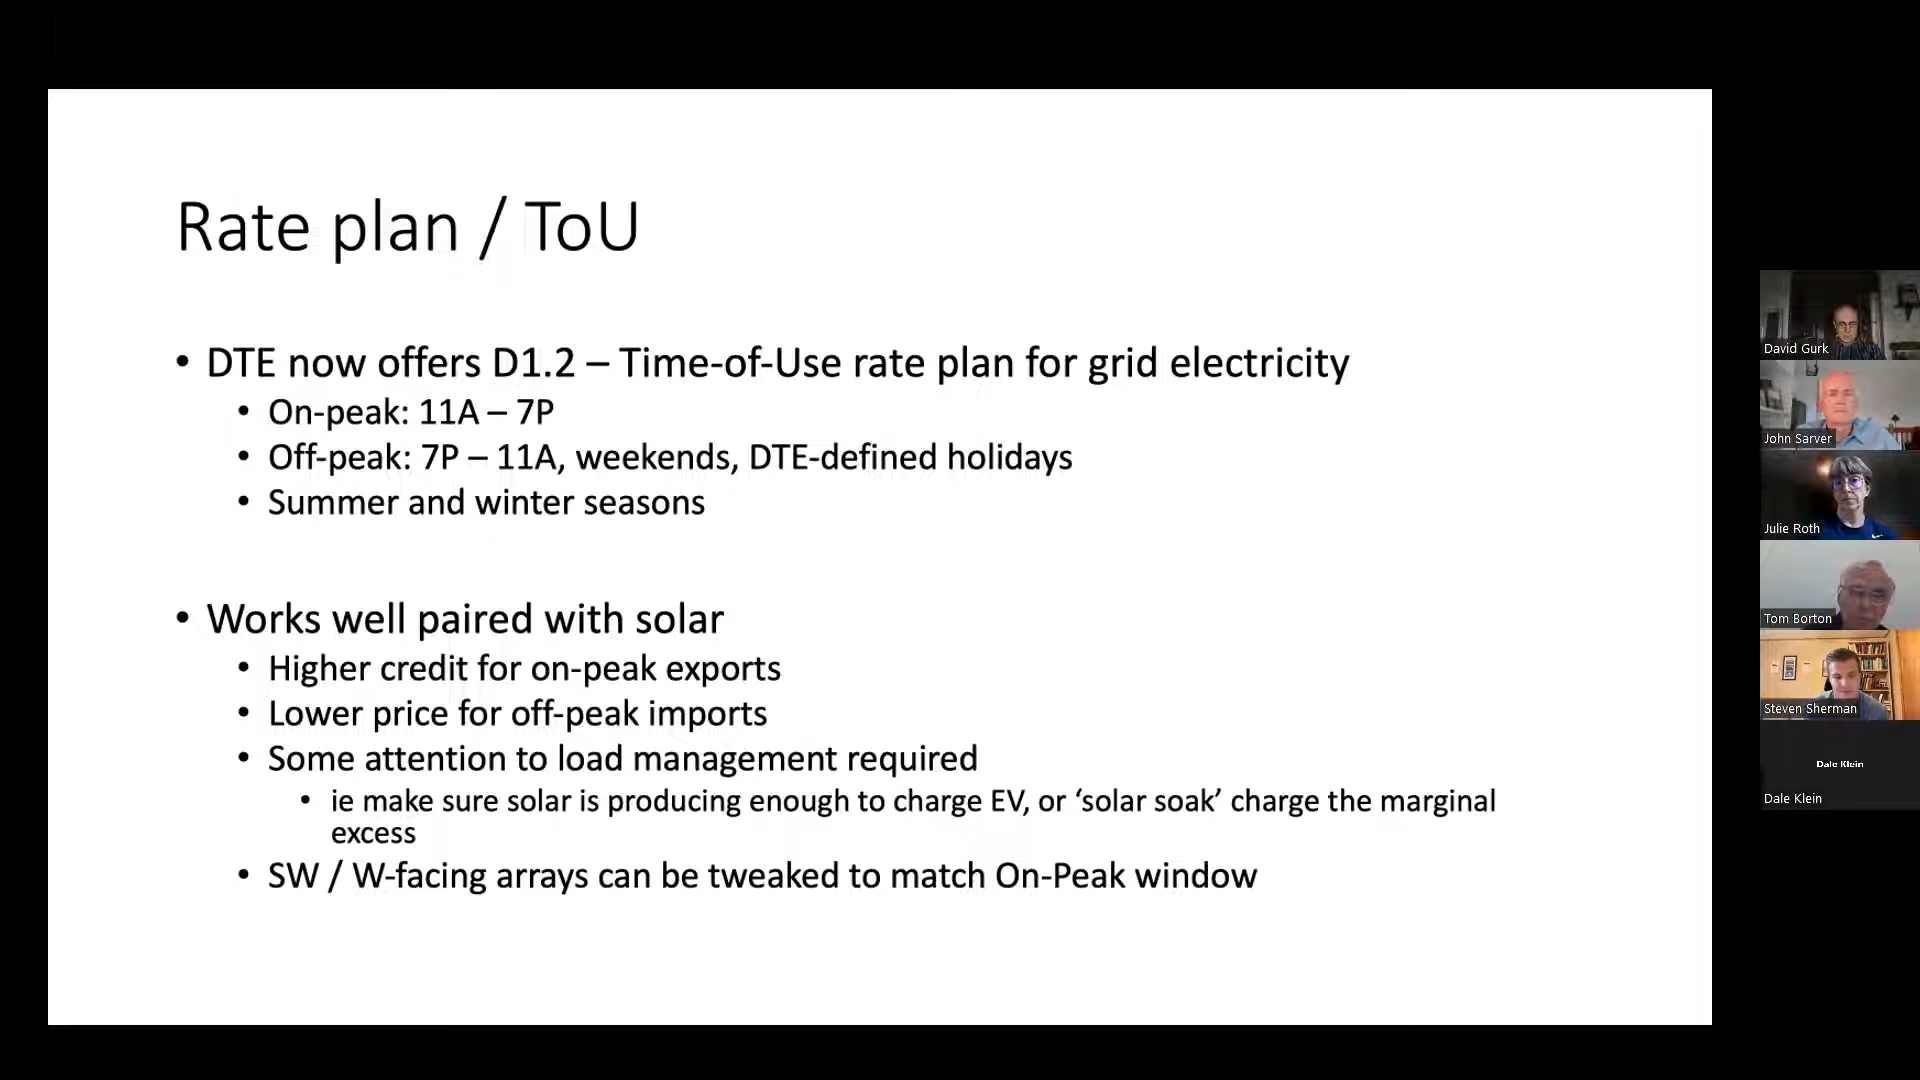 Rate plan / ToU
• DTE now offers D1.2 – Time-of-Use rate plan for grid electricity
• On-peak: 11A – 7P
• Off-peak: 7P – 11A, weekends, DTE-defined holidays
• Summer and winter seasons
• Works well paired with solar
• Higher credit for on-peak exports
• Lower price for off-peak imports
• Some attention to load management required
• ie make sure solar is producing enough to charge EV, or ‘solar soak’ charge the marginal
excess
• SW / W-facing arrays can be tweaked to match On-Peak window
David Gurk
John Sarver
Julie Roth
Tom Borton
Steven Sherman
Dale Klein
Dale Klein